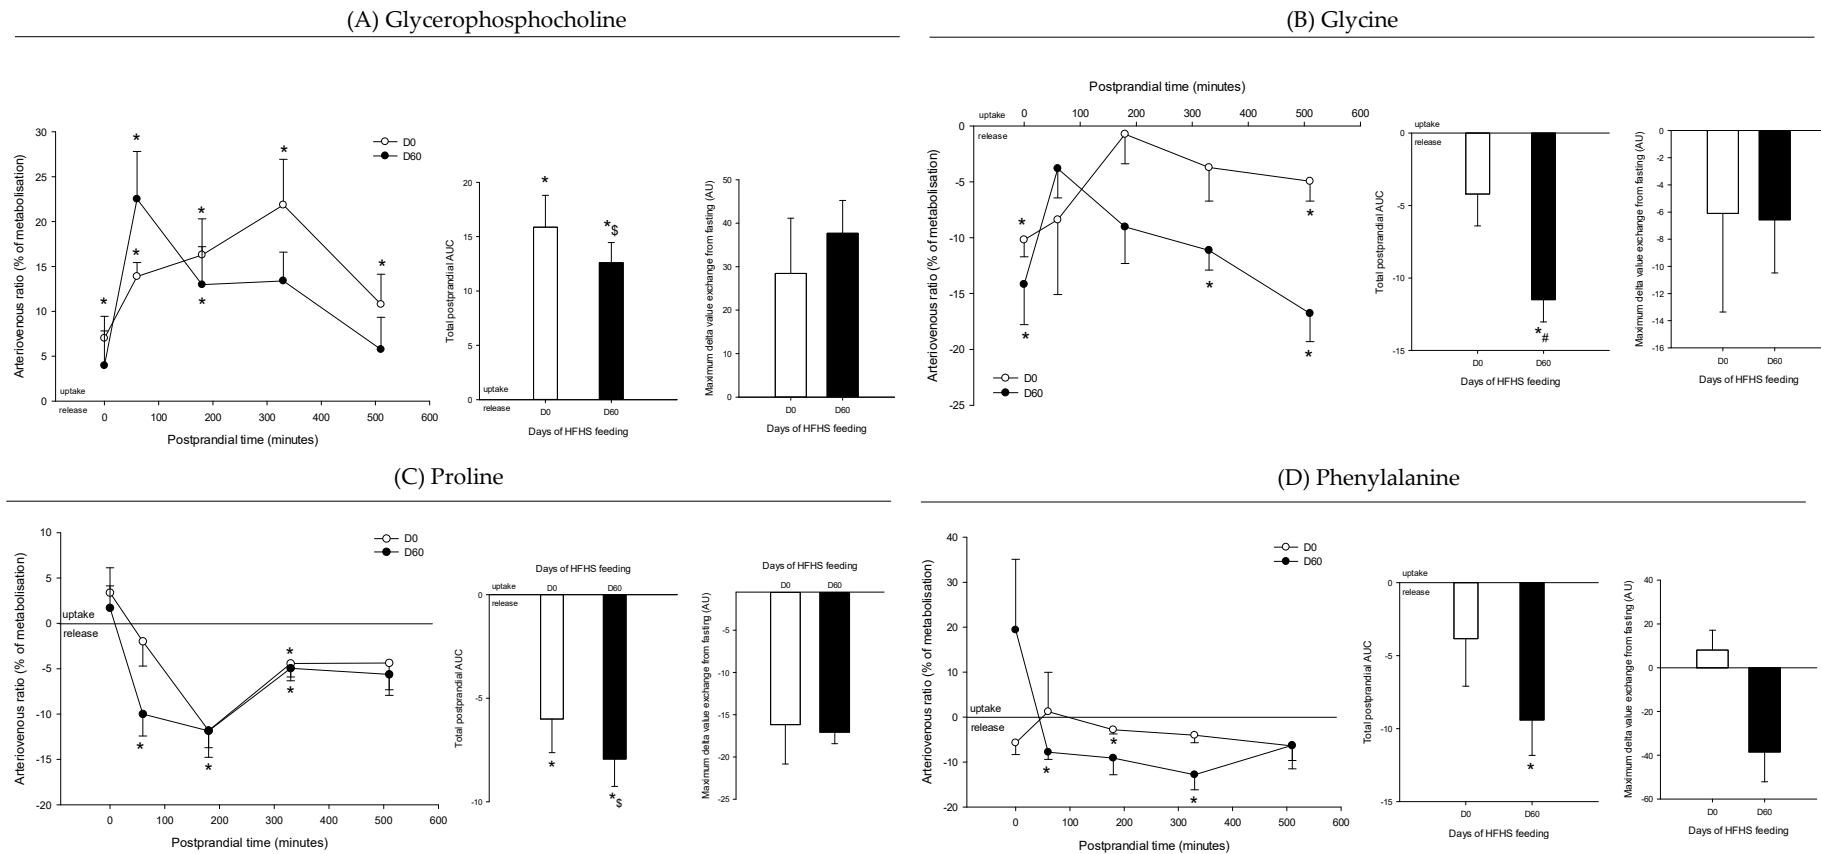 (A) Glycerophosphocholine
Arteriovenous ratio (% of metabolisation)
30
25
20
15
10
5
0
uptake
release
* * * * * * * *
D0
D60
0 100 200 300 400 500 600
Postprandial time (minutes)
Total postprandial AUC
20
15
10
5
0
uptake
release
*
*$
D0 D60
Days of HFHS feeding
Maximum delta value exchange from fasting (AU)
50
40
30
20
10
0
D0 D60
Days of HFHS feeding
(B) Glycine
Postprandial time (minutes)
0 100 200 300 400 500 600
uptake
release
Arteriovenous ratio (% of metabolisation)
0
-5
-10
-15
-20
-25
* * * * *
D0
D60
Total postprandial AUC
uptake
release
0
-5
-10
-15
*#
D0 D60
Days of HFHS feeding
Maximum delta value exchange from fasting (AU)
0
-2
-4
-6
-8
-10
-12
-14
-16
D0 D60
Days of HFHS feeding
(C) Proline
Arteriovenous ratio (% of metabolisation)
10
5
0
-5
-10
-15
-20
uptake
release
* * * *
D0
D60
0 100 200 300 400 500 600
Postprandial time (minutes)
Days of HFHS feeding
D0 D60
Total postprandial AUC
uptake
release
0
-5
-10
*
*$
Days of HFHS feeding
D0 D60
Maximum delta value exchange from fasting (AU)
-5
-10
-15
-20
-25
(D) Phenylalanine
Arteriovenous ratio (% of metabolisation)
40
30
20
10
0
-10
-20
uptake
release
* * *
D0
D60
0 100 200 300 400 500 600
Postprandial time (minutes)
Total postprandial AUC
uptake
release
0
-5
-10
-15
*
D0 D60
Days of HFHS feeding
Maximum delta value exchange from fasting (AU)
40
20
0
-20
-40
-60
D0 D60
Days of HFHS feeding